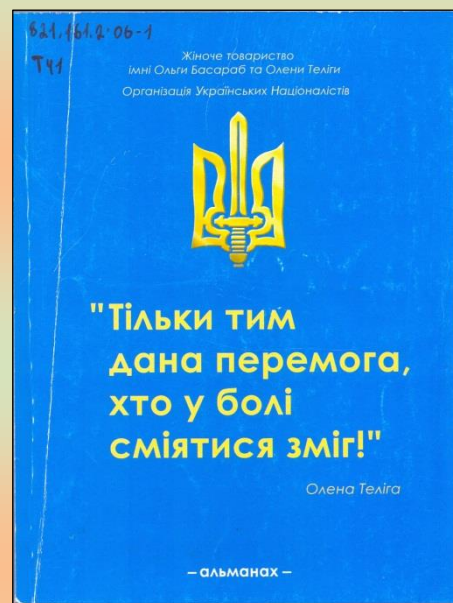 821.161.2'06-1
Т41
Жіноче товариство
імні Ольги Басараб та Олени Теліги
Організація Українських Націоналістів
"Тільки тим
дана перемога,
хто у болі
сміятися зміг!"
Олена Теліга
– альманах –